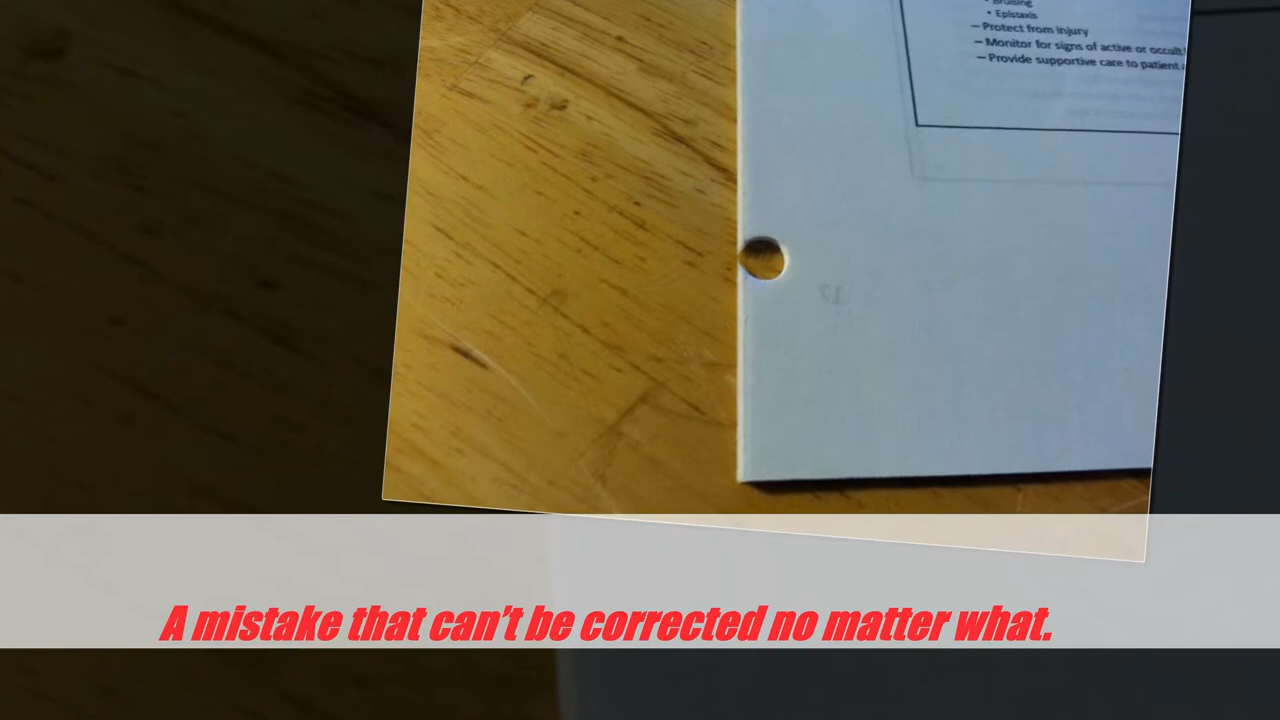 • Bruising
• Epistaxis
– Protect from injury
– Monitor for signs of active or occult
– Provide supportive care to patient
A mistake that can't be corrected no matter what.